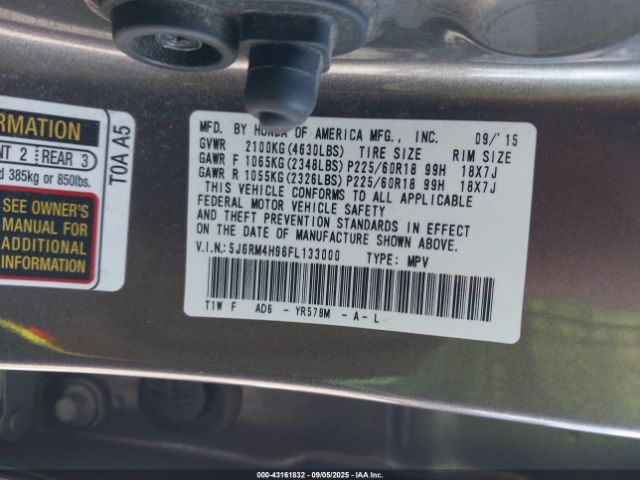 MFD. BY HONDA OF AMERICA MFG., INC. 09/'15
GVWR 2100KG(4630LBS) TIRE SIZE RIM SIZE
GAWR F 1065KG(2348LBS)P225/60R18 99H 18X7J
GAWR R 1055KG(2326LBS)P225/60R18 99H 18X7J
THIS VEHICLE CONFORMS TO ALL APPLICABLE
FEDERAL MOTOR VEHICLE SAFETY
AND THEFT PREVENTION STANDARDS IN EFFECT
ON THE DATE OF MANUFACTURE SHOWN ABOVE.
V.I.N.:5J6RM4H96FL133000 TYPE: MPV
T1W F AD6 - YR578M - A - L
RMATION
NT 2 REAR 3
d 385kg or 850lbs.
SEE OWNER'S
MANUAL FOR
ADDITIONAL
INFORMATION
T0A A5
000-43161832 - 09/05/2025 - IAA Inc.